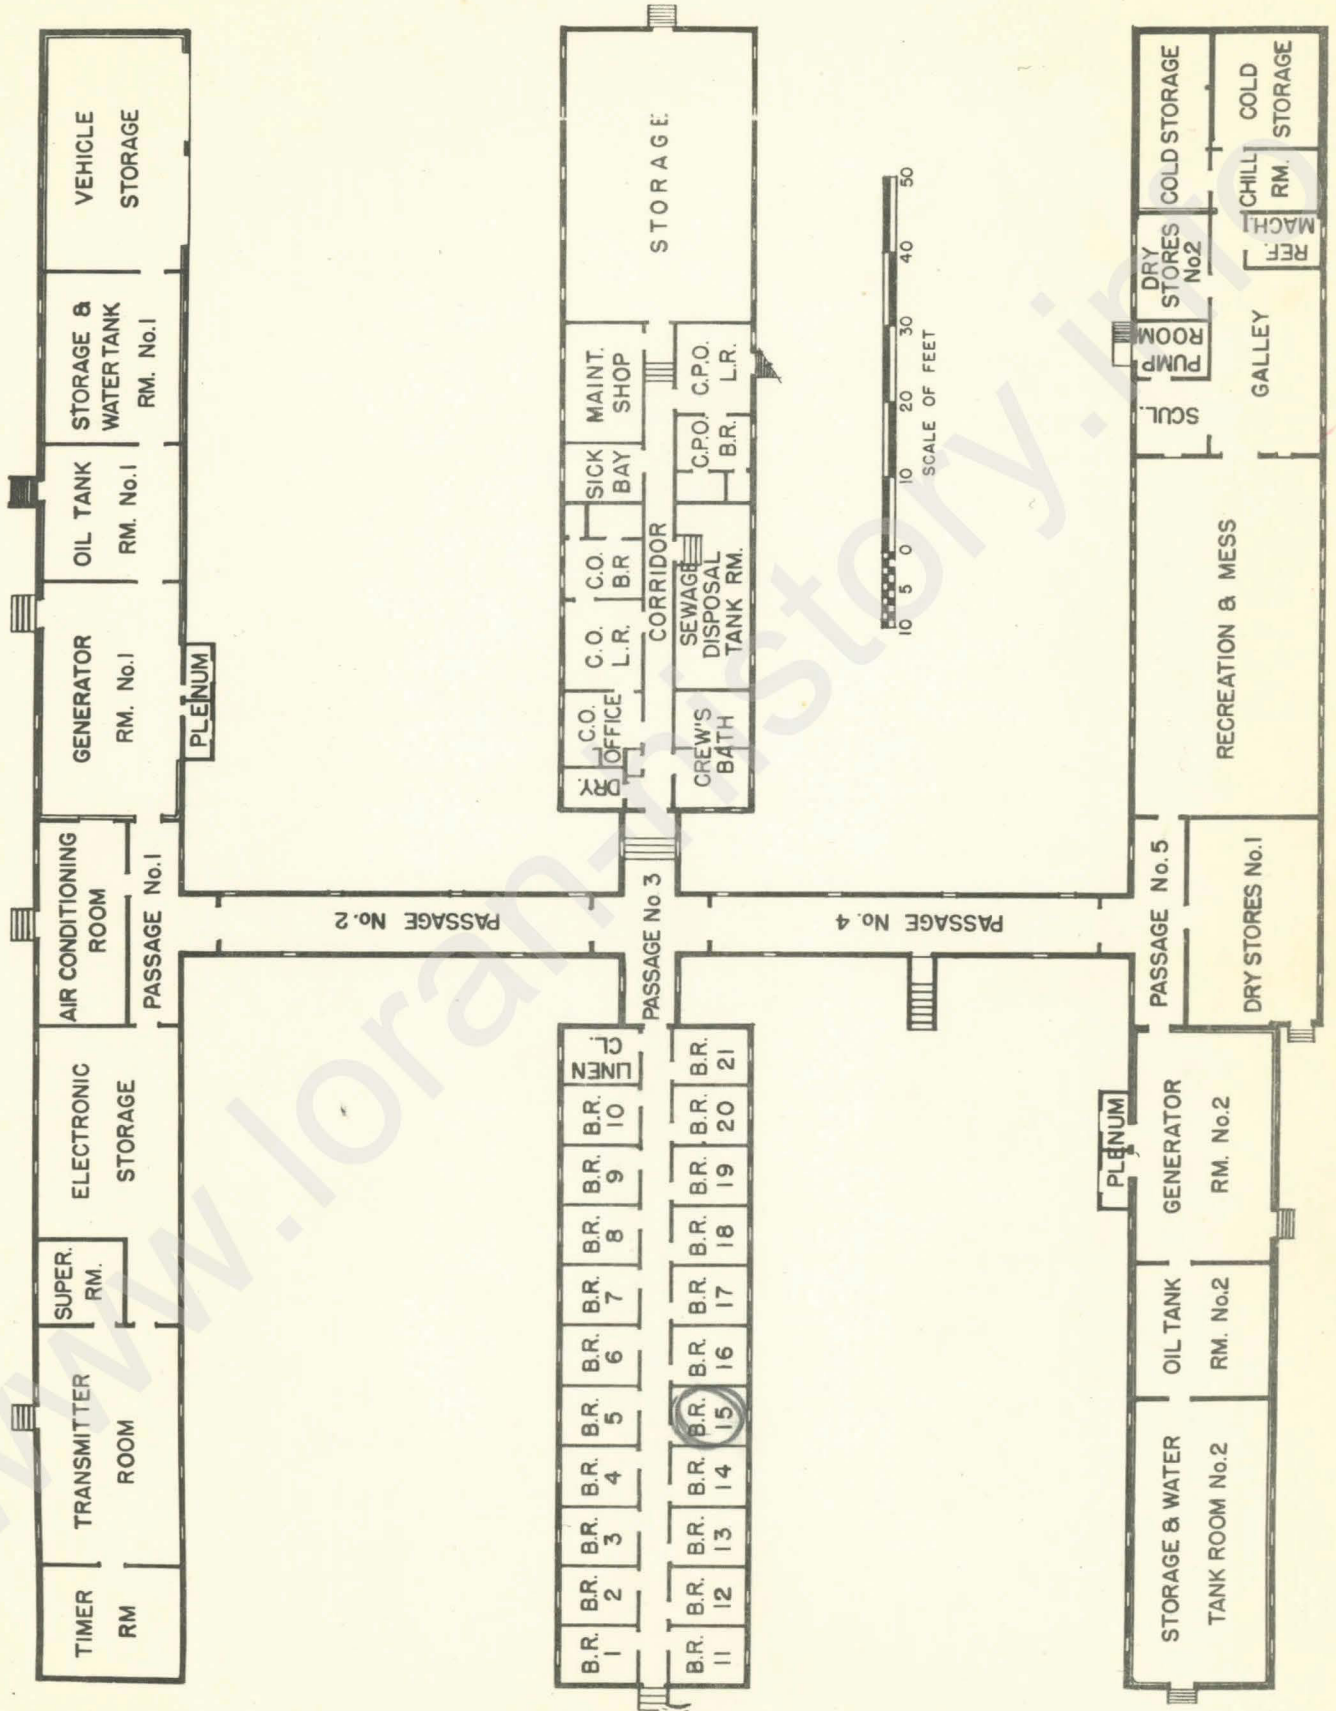 VEHICLE
STORAGE
STORAGE &
WATER TANK
RM. No.1
OIL TANK
RM. No.1
GENERATOR
RM. No.1
PLENUM
AIR CONDITIONING
ROOM
PASSAGE No.1
ELECTRONIC
STORAGE
SUPER.
RM.
TRANSMITTER
ROOM
TIMER
RM
PASSAGE No.2
STORAGE
MAINT.
SHOP
C.P.O.
L.R.
SICK
BAY
C.P.O.
B.R.
C.O.
B.R
CORRIDOR
SEWAGE
DISPOSAL
TANK RM.
C.O.
L.R.
C.O.
OFFICE
DRY.
CREW'S
BATH
PASSAGE No 3
LINEN
CL.
B.R.
10
B.R.
9
B.R.
8
B.R.
7
B.R.
6
B.R.
5
B.R.
4
B.R.
3
B.R.
2
B.R.
1
B.R.
21
B.R.
20
B.R.
19
B.R.
18
B.R.
17
B.R.
16
B.R.
15
B.R.
14
B.R.
13
B.R.
12
B.R.
11
10 5 0 10 20 30 40 50
SCALE OF FEET
PASSAGE No.4
COLD STORAGE
COLD
STORAGE
CHILL
RM.
REF.
MACH.
DRY
STORES
No.2
PUMP
ROOM
SCUL.
GALLEY
RECREATION & MESS
PASSAGE No.5
DRY STORES No.1
PLENUM
GENERATOR
RM. No.2
OIL TANK
RM. No.2
STORAGE & WATER
TANK ROOM No.2
www.loran-history.info